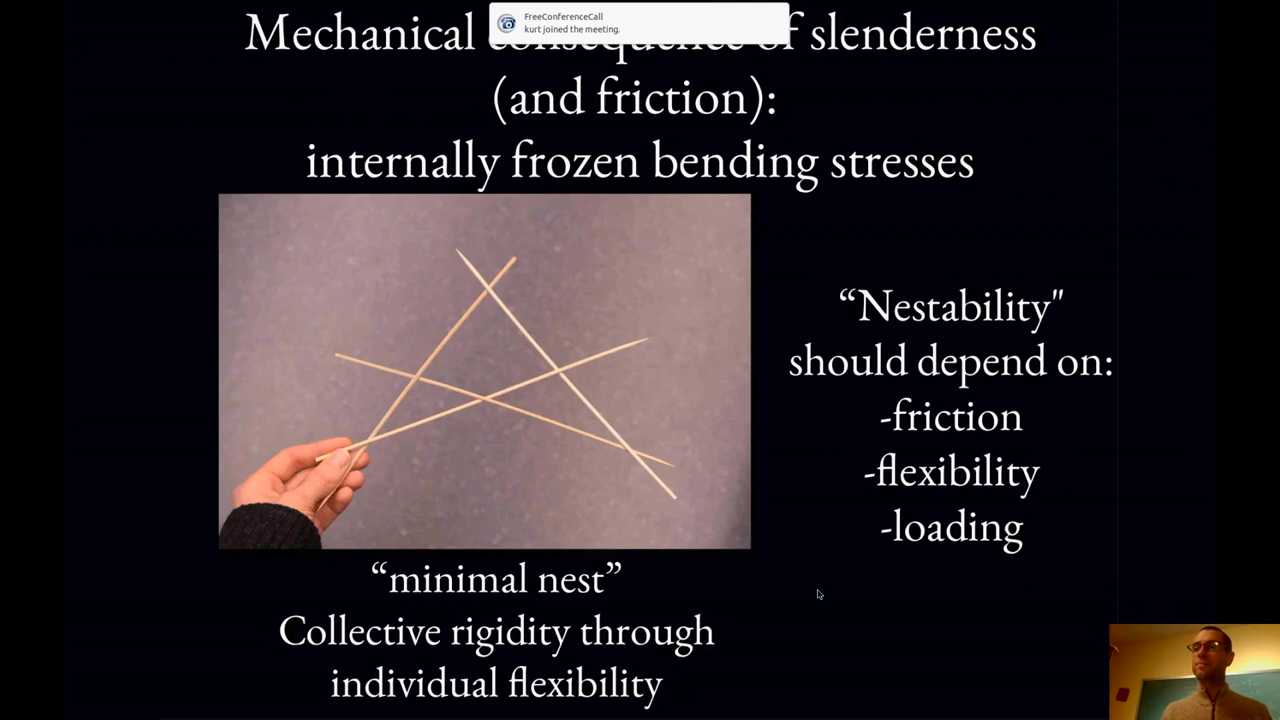 FreeConferenceCall
kurt joined the meeting.
Mechanical of slenderness
(and friction):
internally frozen bending stresses
“Nestability"
should depend on:
-friction
-flexibility
-loading
“minimal nest”
Collective rigidity through
individual flexibility